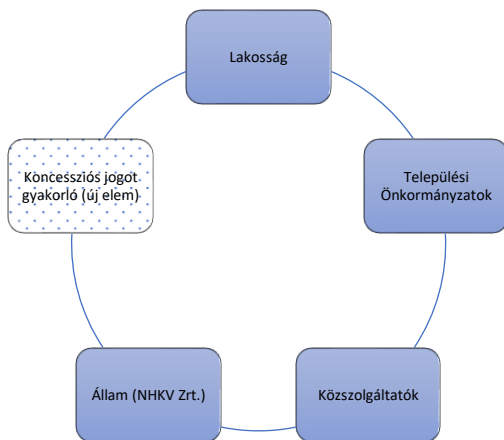 Lakosság
Települési
Önkormányzatok
Közszolgáltatók
Állam (NHKV Zrt.)
Koncessziós jogot
gyakorló (új elem)